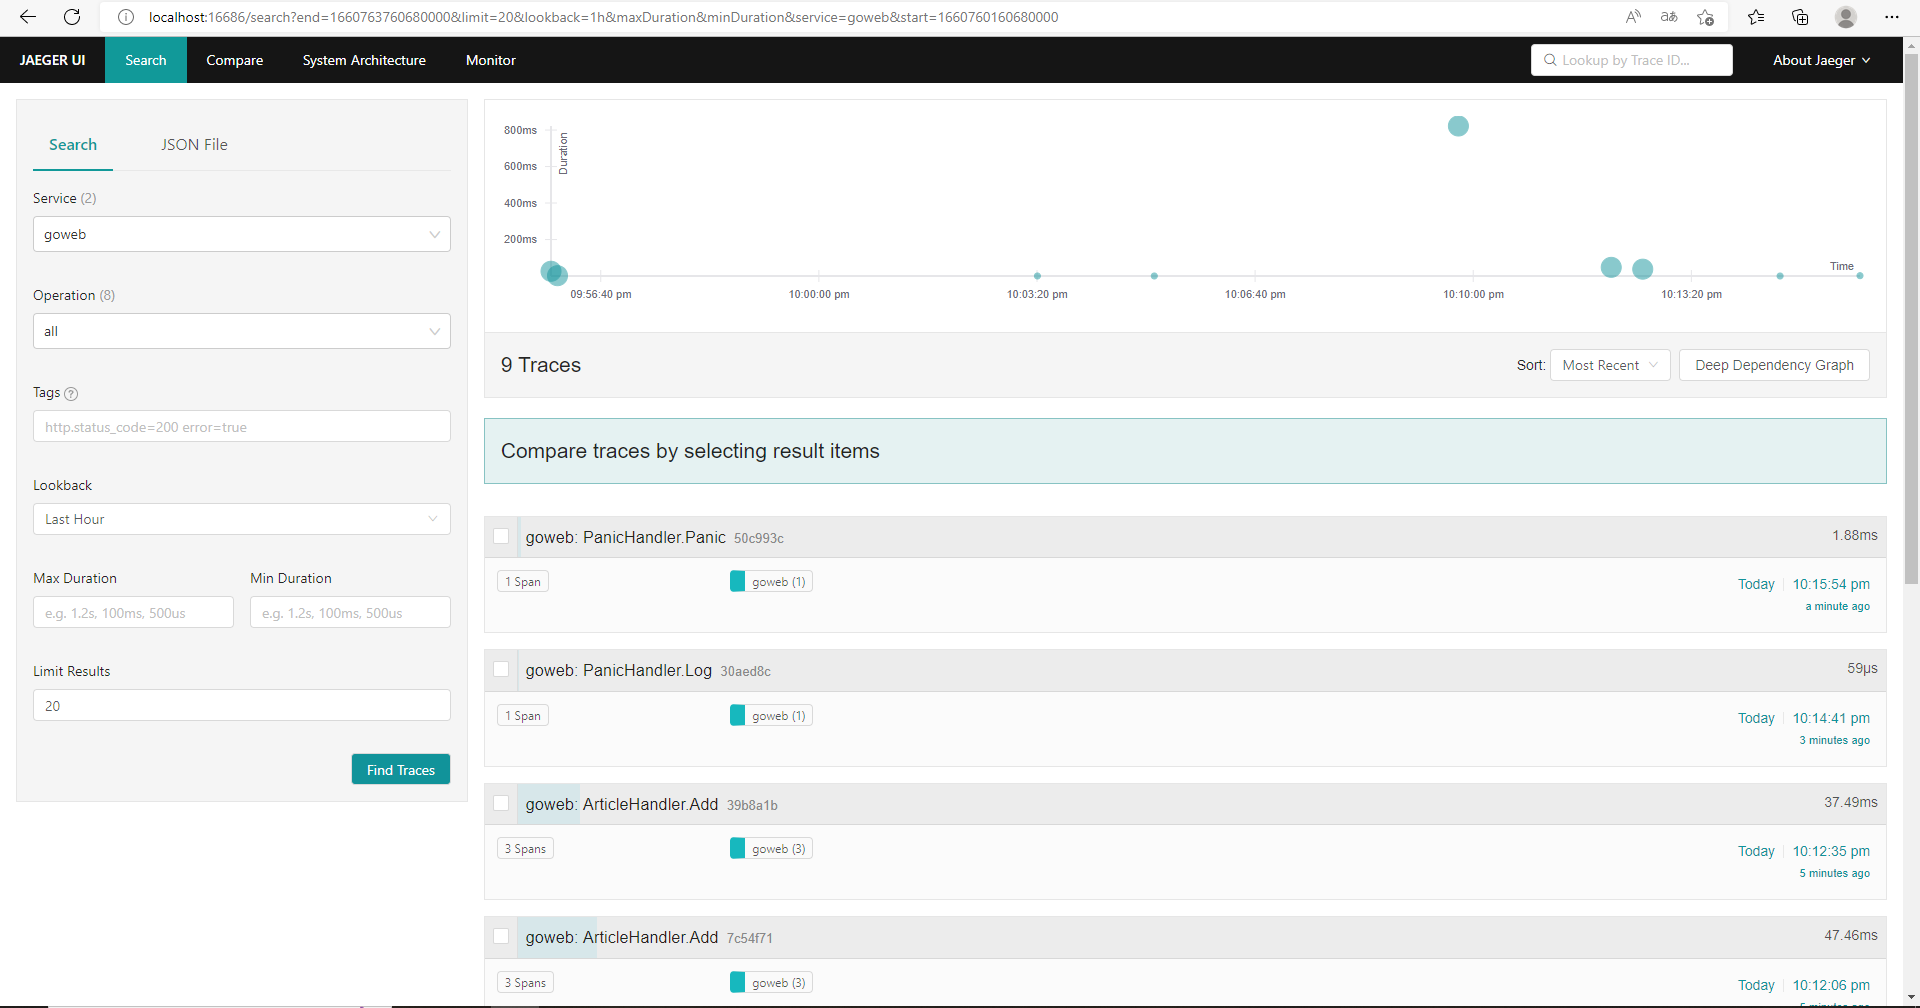 localhost:16686/search?end=1660763760680000&limit=20&lookback=1h&maxDuration&minDuration&service=goweb&start=1660760160680000
JAEGER UI
Search
Compare
System Architecture
Monitor
Lookup by Trace ID...
About Jaeger
Search
JSON File
Service (2)
goweb
Operation (8)
all
Tags
http.status_code=200 error=true
Lookback
Last Hour
Max Duration
Min Duration
e.g. 1.2s, 100ms, 500us
e.g. 1.2s, 100ms, 500us
Limit Results
20
Find Traces
800ms
600ms
400ms
200ms
Duration
Time
09:56:40 pm
10:00:00 pm
10:03:20 pm
10:06:40 pm
10:10:00 pm
10:13:20 pm
9 Traces
Sort:
Most Recent
Deep Dependency Graph
Compare traces by selecting result items
goweb: PanicHandler.Panic 50c993c
1.88ms
1 Span
goweb (1)
Today
10:15:54 pm
a minute ago
goweb: PanicHandler.Log 30aed8c
59μs
1 Span
goweb (1)
Today
10:14:41 pm
3 minutes ago
goweb: ArticleHandler.Add 39b8a1b
37.49ms
3 Spans
goweb (3)
Today
10:12:35 pm
5 minutes ago
goweb: ArticleHandler.Add 7c54f71
47.46ms
3 Spans
goweb (3)
Today
10:12:06 pm